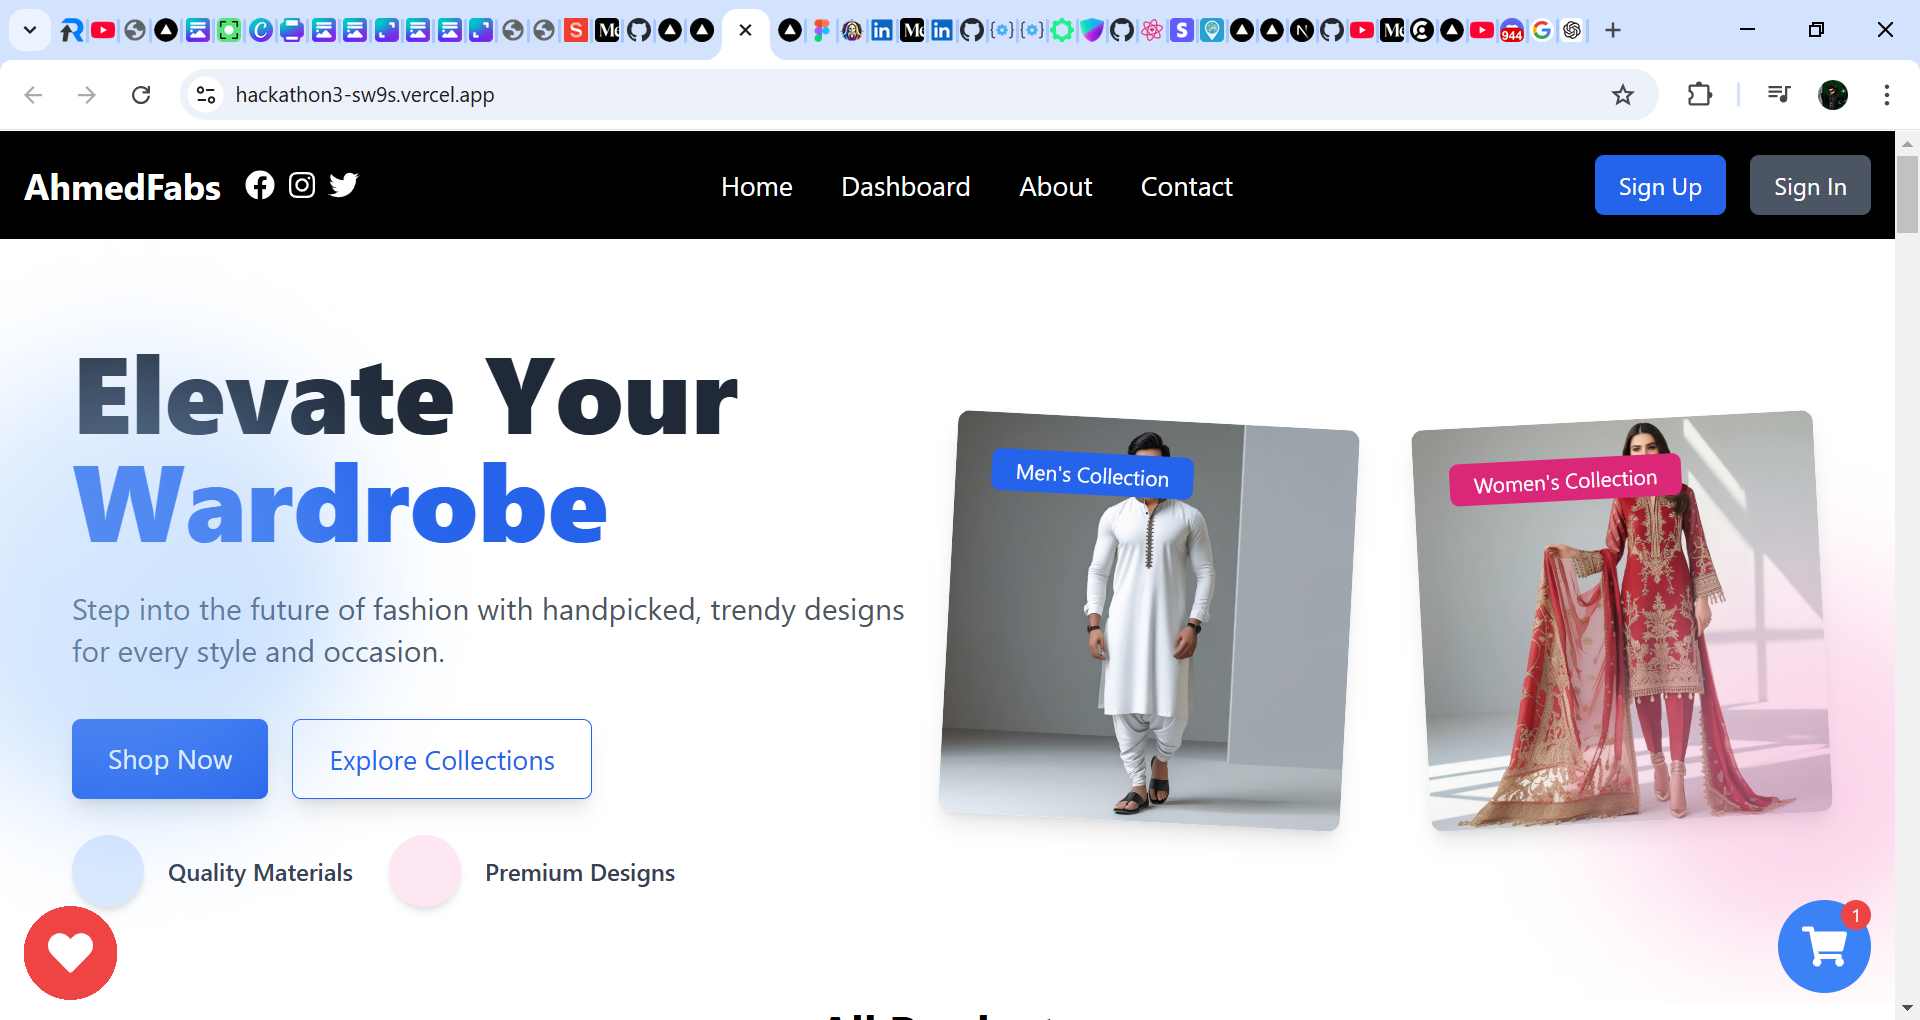 944
hackathon3-sw9s.vercel.app
AhmedFabs
Home
Dashboard
About
Contact
Sign Up
Sign In
Elevate Your
Wardrobe
Step into the future of fashion with handpicked, trendy designs
for every style and occasion.
Shop Now
Explore Collections
Quality Materials
Premium Designs
Men's Collection
Women's Collection
1